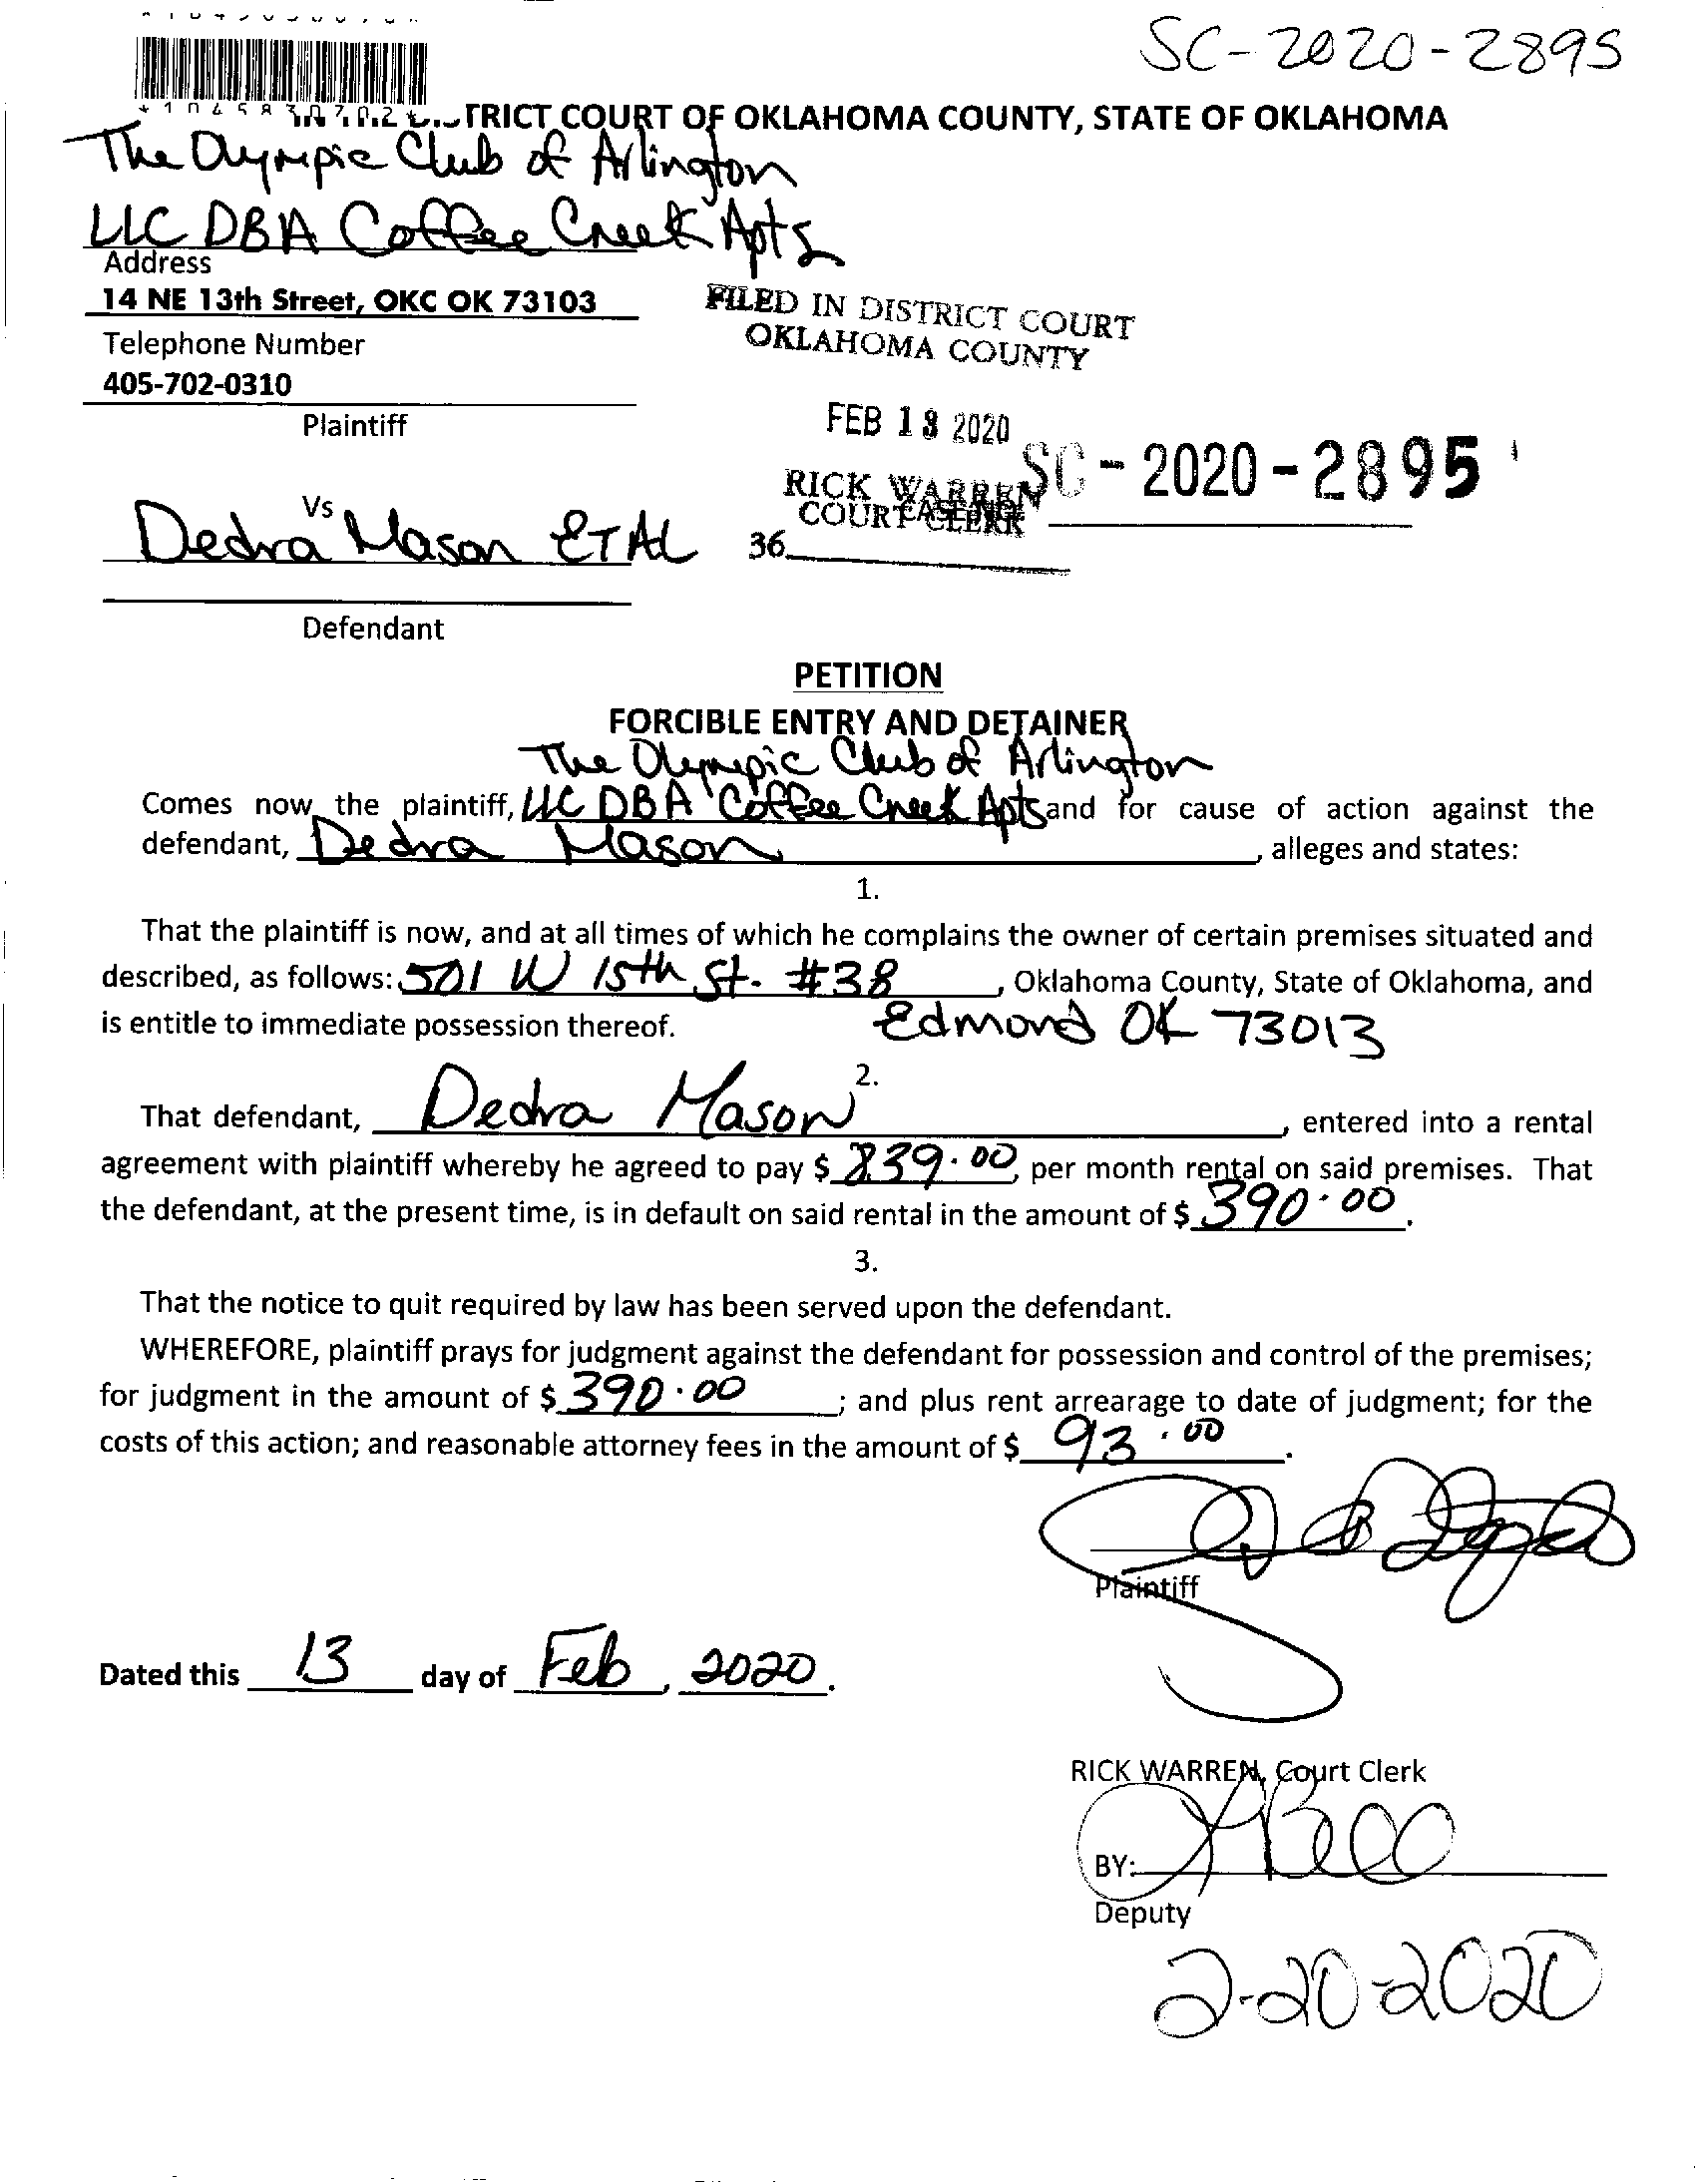 SC-2020-2895
*1045830702*
IN DISTRICT COURT OF OKLAHOMA COUNTY, STATE OF OKLAHOMA
The Olympic Club of Arlington
LLC DBA Coffee Creek Apts
Address
14 NE 13th Street, OKC OK 73103
Telephone Number
405-702-0310
Plaintiff
FILED IN DISTRICT COURT
OKLAHOMA COUNTY
FEB 18 2020
RICK WARREN
COURT CLERK
SC-2020-2895
36
Vs
Dedra Mason ET AL
Defendant
PETITION
FORCIBLE ENTRY AND DETAINER
The Olympic Club of Arlington
Comes now the plaintiff, LLC DBA Coffee Creek Apts and for cause of action against the
defendant, Dedra Mason, alleges and states:
1.
That the plaintiff is now, and at all times of which he complains the owner of certain premises situated and
described, as follows: 501 W 15th St. #38, Oklahoma County, State of Oklahoma, and
is entitle to immediate possession thereof. Edmond OK 73013
2.
That defendant, Dedra Mason, entered into a rental
agreement with plaintiff whereby he agreed to pay $ 839.00, per month rental on said premises. That
the defendant, at the present time, is in default on said rental in the amount of $ 390.00.
3.
That the notice to quit required by law has been served upon the defendant.
WHEREFORE, plaintiff prays for judgment against the defendant for possession and control of the premises;
for judgment in the amount of $ 390.00; and plus rent arrearage to date of judgment; for the
costs of this action; and reasonable attorney fees in the amount of $ 93.00.
Plaintiff
Dated this 13 day of Feb, 2020.
RICK WARREN, Court Clerk
BY:
Deputy
2-20-2020